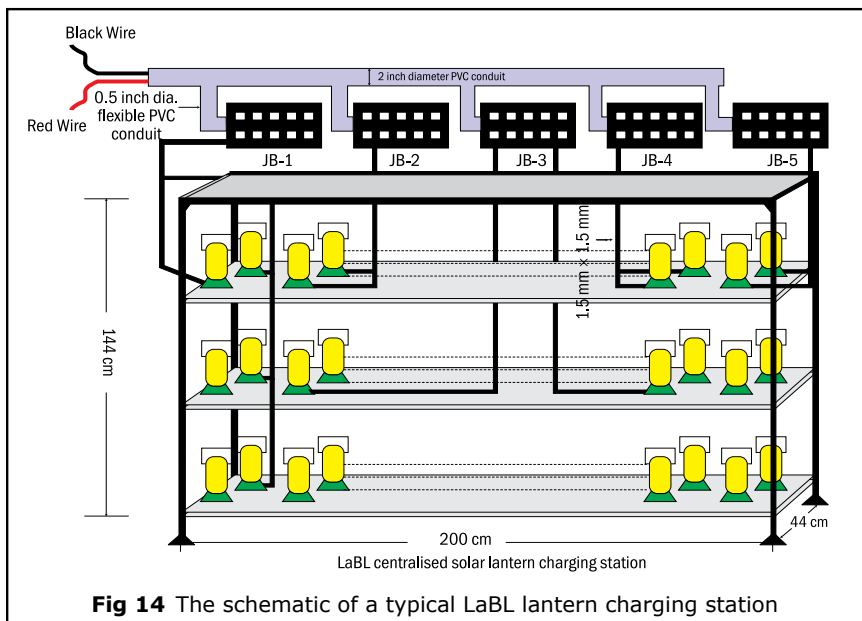 Black Wire
2 inch diameter PVC conduit
0.5 inch dia.
flexible PVC
conduit
Red Wire
JB-1
JB-2
JB-3
JB-4
JB-5
1.5 mm × 1.5 mm
144 cm
44 cm
200 cm
LaBL centralised solar lantern charging station
Fig 14 The schematic of a typical LaBL lantern charging station